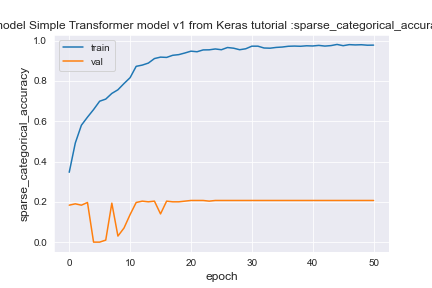 model Simple Transformer model v1 from Keras tutorial :sparse_categorical_accura
train
val
sparse_categorical_accuracy
1.0
0.8
0.6
0.4
0.2
0.0
0
10
20
30
40
50
epoch